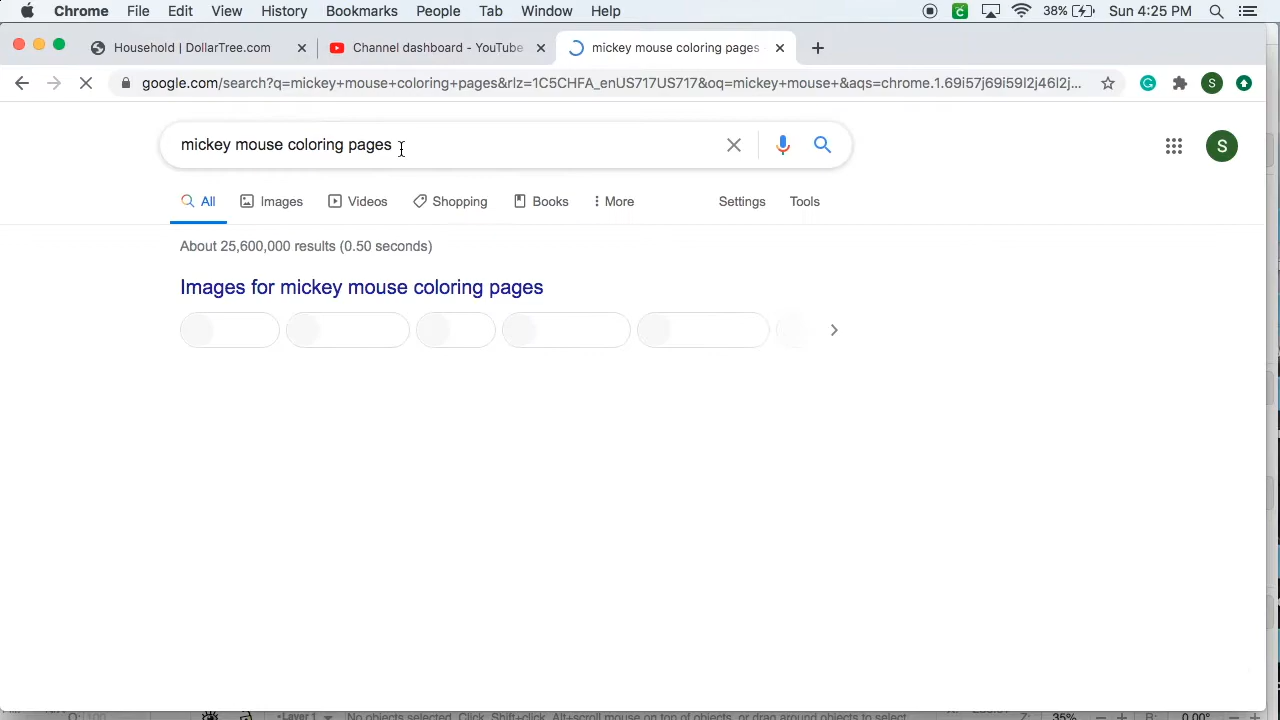 Chrome File Edit View History Bookmarks People Tab Window Help 38% Sun 4:25 PM
Household | DollarTree.com Channel dashboard - YouTube mickey mouse coloring pages
google.com/search?q=mickey+mouse+coloring+pages&rlz=1C5CHFA_enUS717US717&oq=mickey+mouse+&aqs=chrome.1.69i57j69i59l2j46l2j... S
mickey mouse coloring pages S
All Images Videos Shopping Books More Settings Tools
About 25,600,000 results (0.50 seconds)
Images for mickey mouse coloring pages
Layer 1 No objects selected. Click, Shift+click, Alt+scroll mouse on top of objects, or drag around objects to select. Z: 35% R: 0.00°